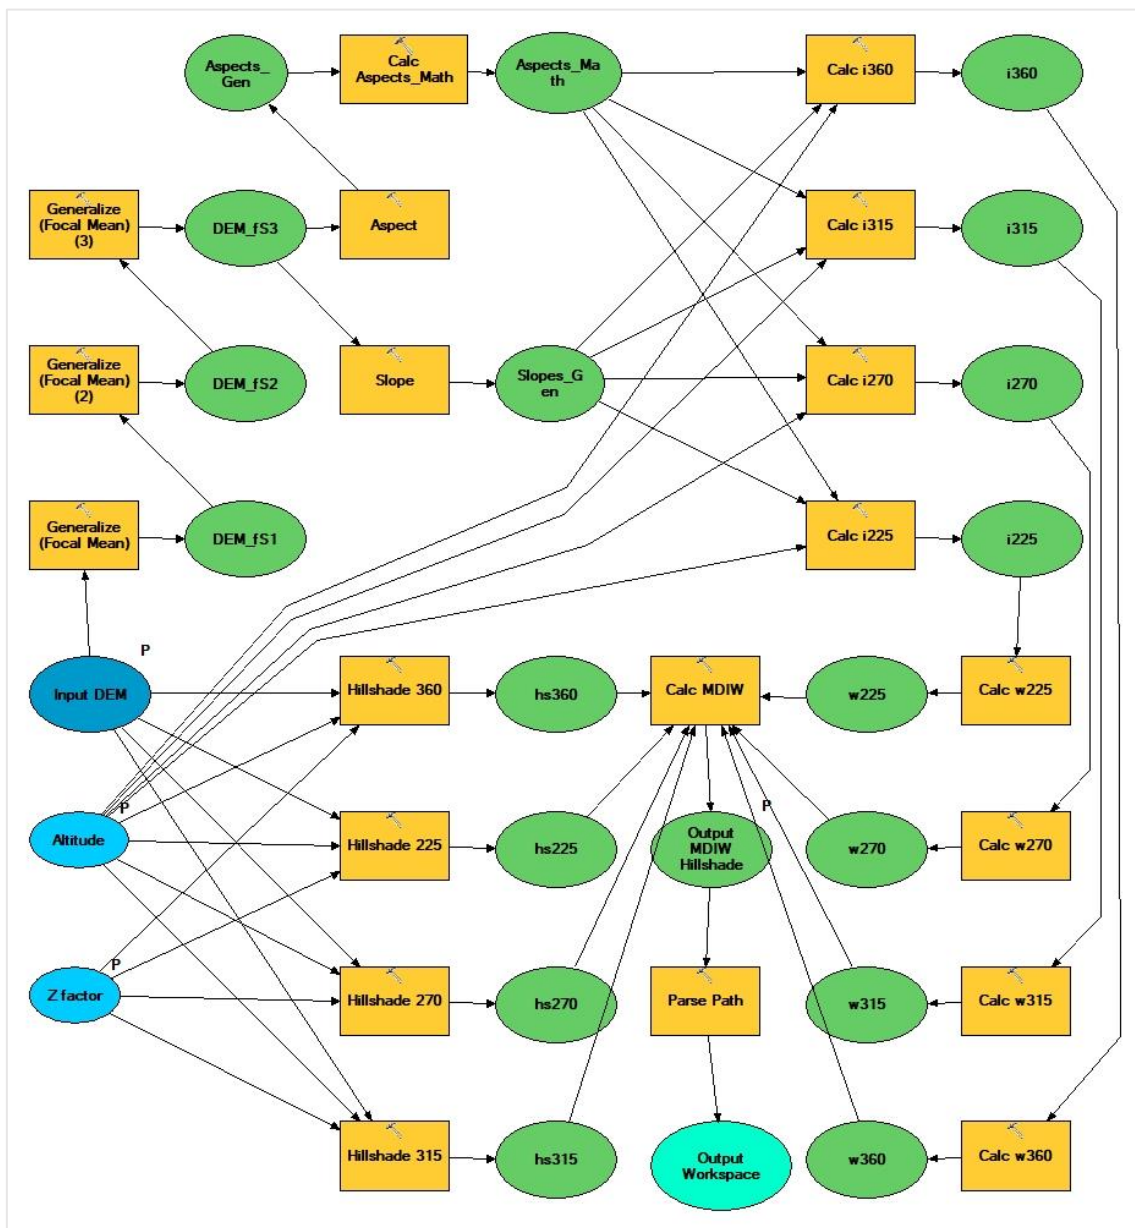 Aspects_
Gen
Calc
Aspects_Math
Aspects_Ma
th
Calc i360
i360
Generalize
(Focal Mean)
(3)
DEM_fS3
Aspect
Calc i315
i315
Generalize
(Focal Mean)
(2)
DEM_fS2
Slope
Slopes_G
en
Calc i270
i270
Generalize
(Focal Mean)
DEM_fS1
Calc i225
i225
P
Input DEM
Hillshade 360
hs360
Calc MDIW
w225
Calc w225
P
Altitude
Hillshade 225
hs225
P
Output
MDIW
Hillshade
w270
Calc w270
P
Z factor
Hillshade 270
hs270
Parse Path
w315
Calc w315
Hillshade 315
hs315
Output
Workspace
w360
Calc w360